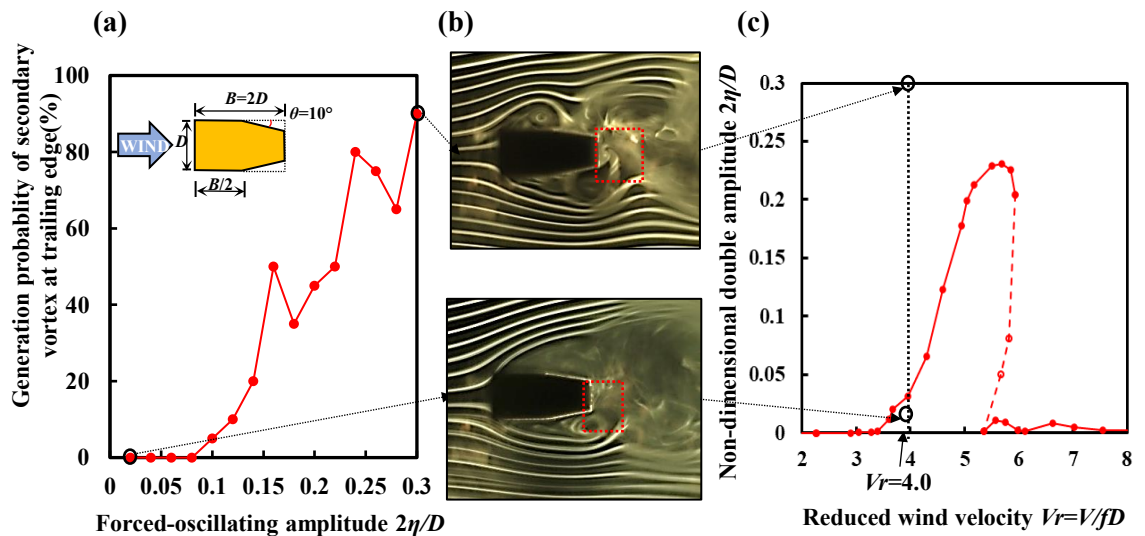 (a)
Generation probablity of secondary
vortex at trailing edge(%)
100
80
60
40
20
0
0
0.05
0.1
0.15
0.2
0.25
0.3
Forced-oscillating amplitude 2η/D
B=2D
θ=10°
WIND
D
B/2
(b)
(c)
Non-dimensional double amplitude 2η/D
0.3
0.25
0.2
0.15
0.1
0.05
0
2
3
4
5
6
7
8
Vr=4.0
Reduced wind velocity Vr=V/fD